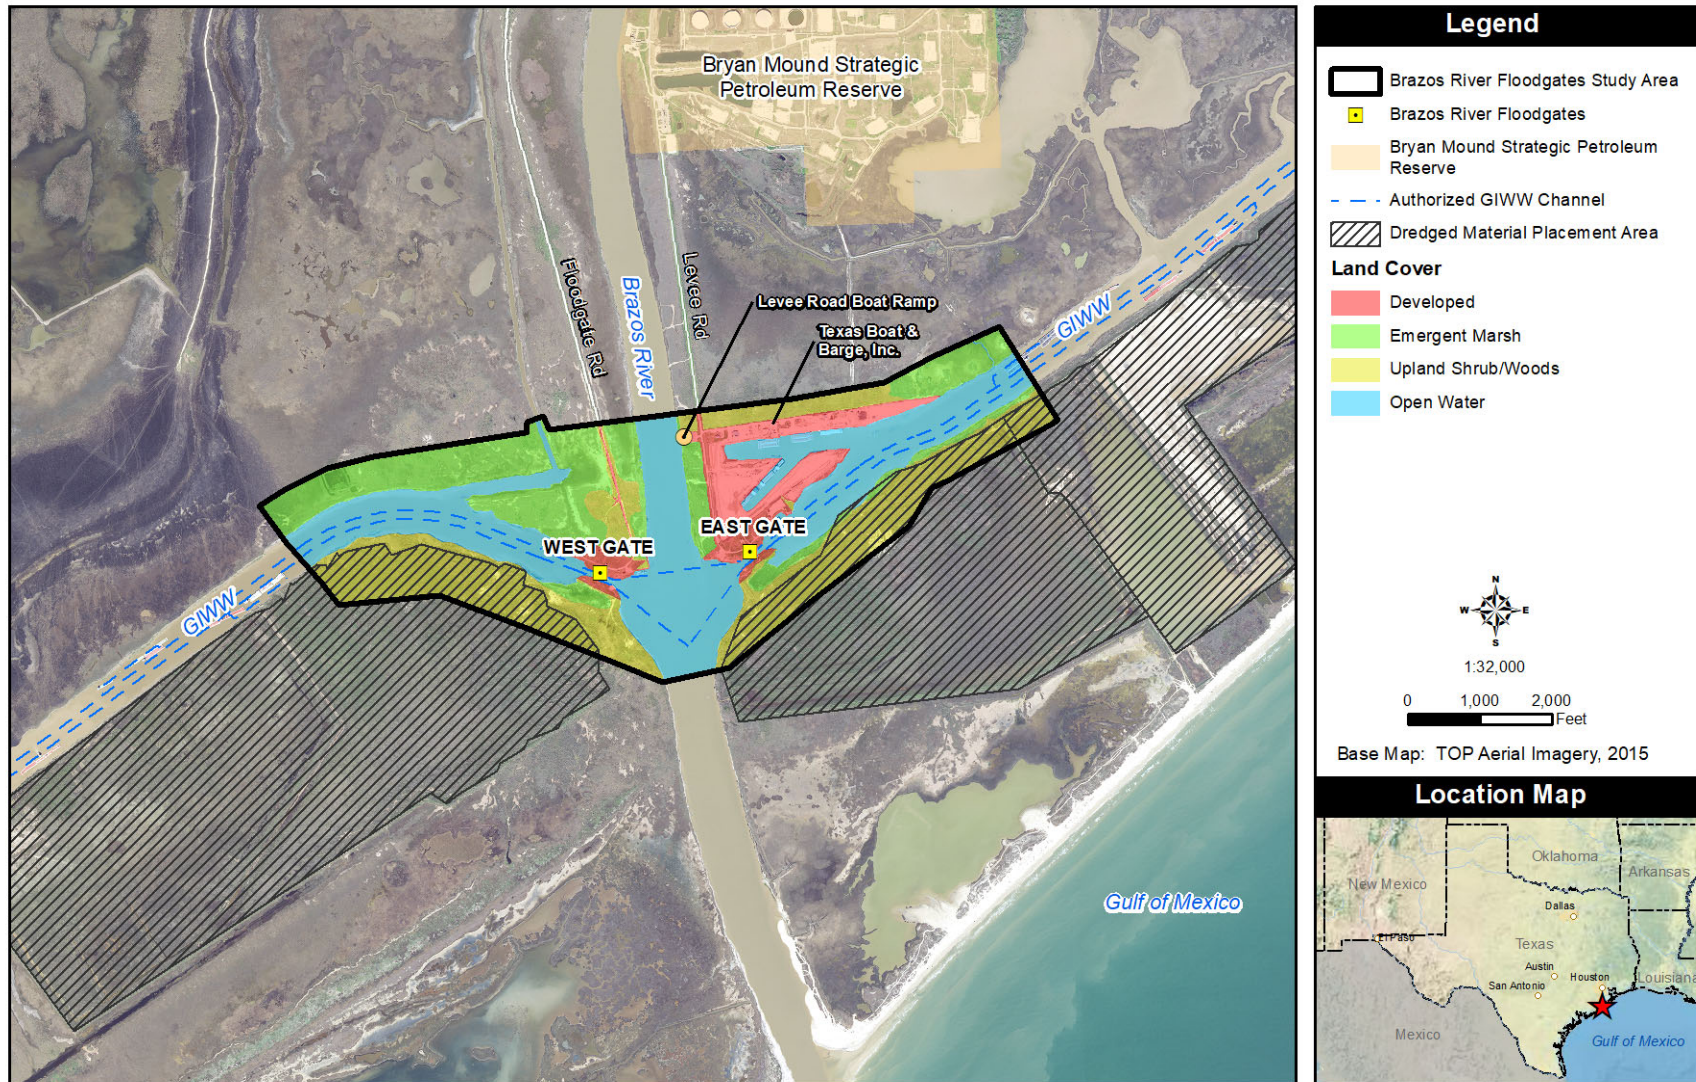 Bryan Mound Strategic
Petroleum Reserve
Floodgate Rd
Brazos River
Levee Rd
Levee Road Boat Ramp
Texas Boat &
Barge, Inc.
GIWW
WEST GATE
EAST GATE
GIWW
Gulf of Mexico
Legend
Brazos River Floodgates Study Area
Brazos River Floodgates
Bryan Mound Strategic Petroleum
Reserve
Authorized GIWW Channel
Dredged Material Placement Area
Land Cover
Developed
Emergent Marsh
Upland Shrub/Woods
Open Water
N
W
E
S
1:32,000
0 1,000 2,000
Feet
Base Map: TOP Aerial Imagery, 2015
Location Map
Oklahoma
Arkansas
New Mexico
Dallas
El Paso
Texas
Austin
Houston
San Antonio
Louisiana
Mexico
Gulf of Mexico